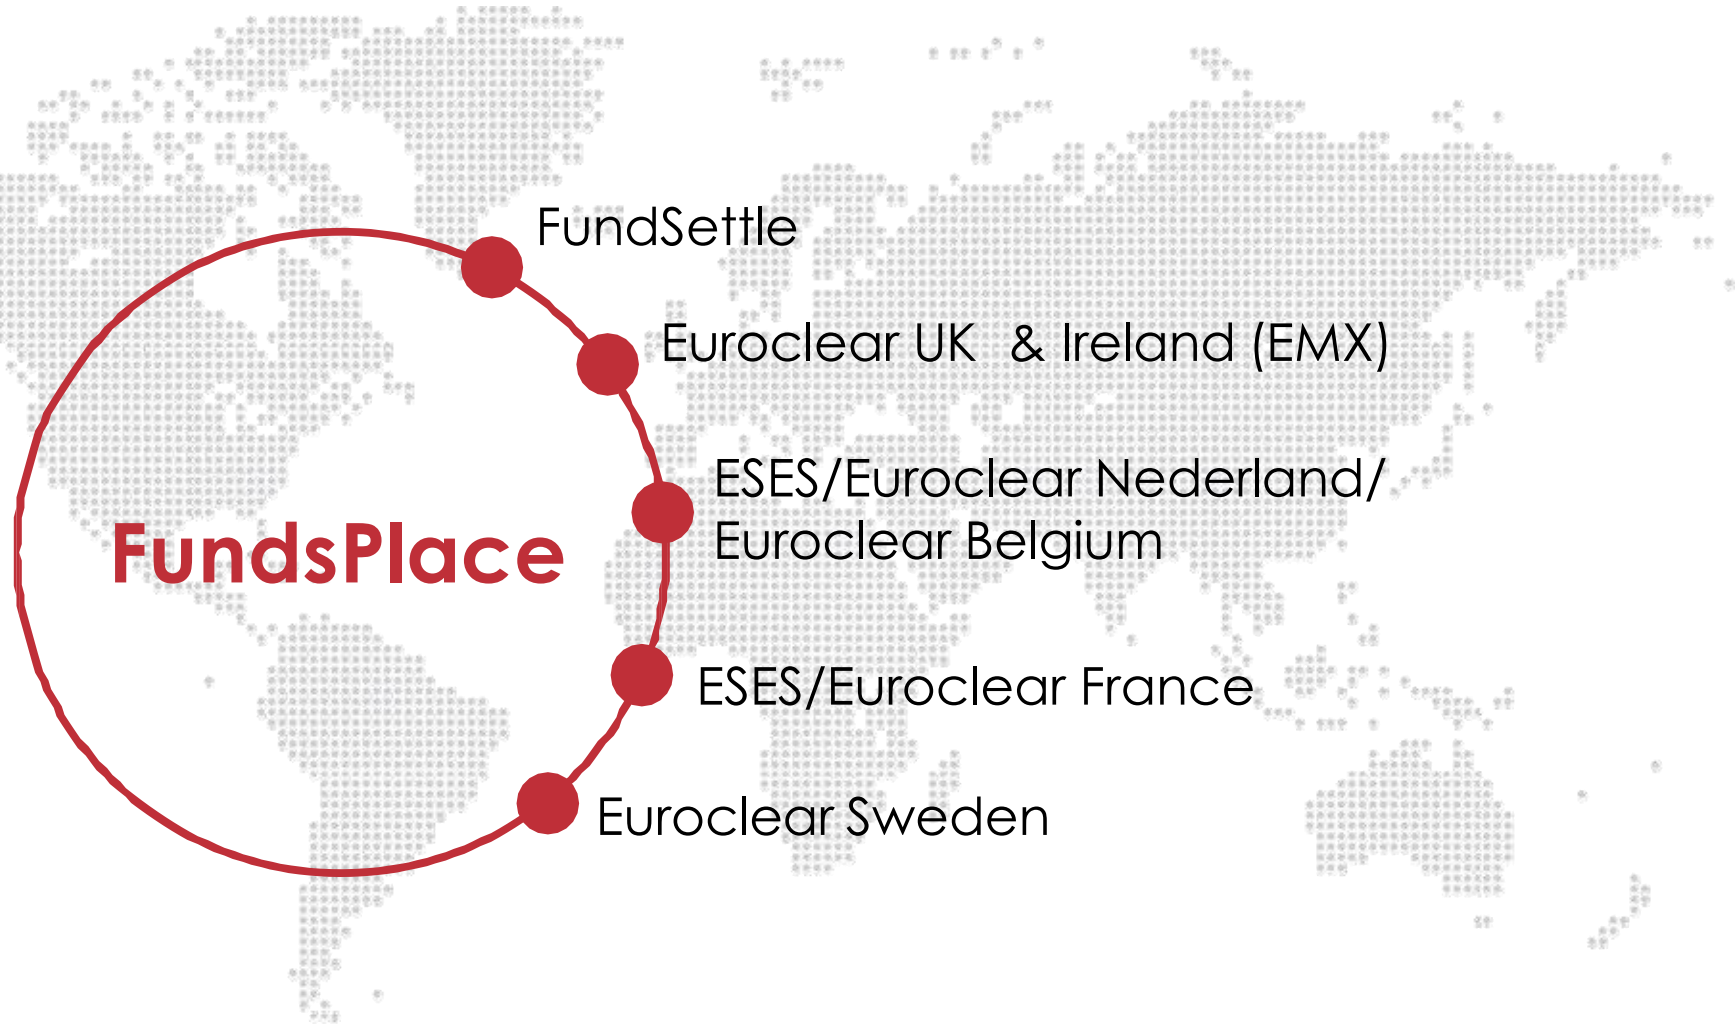 FundSettle
Euroclear UK & Ireland (EMX)
ESES/Euroclear Nederland/
Euroclear Belgium
FundsPlace
ESES/Euroclear France
Euroclear Sweden